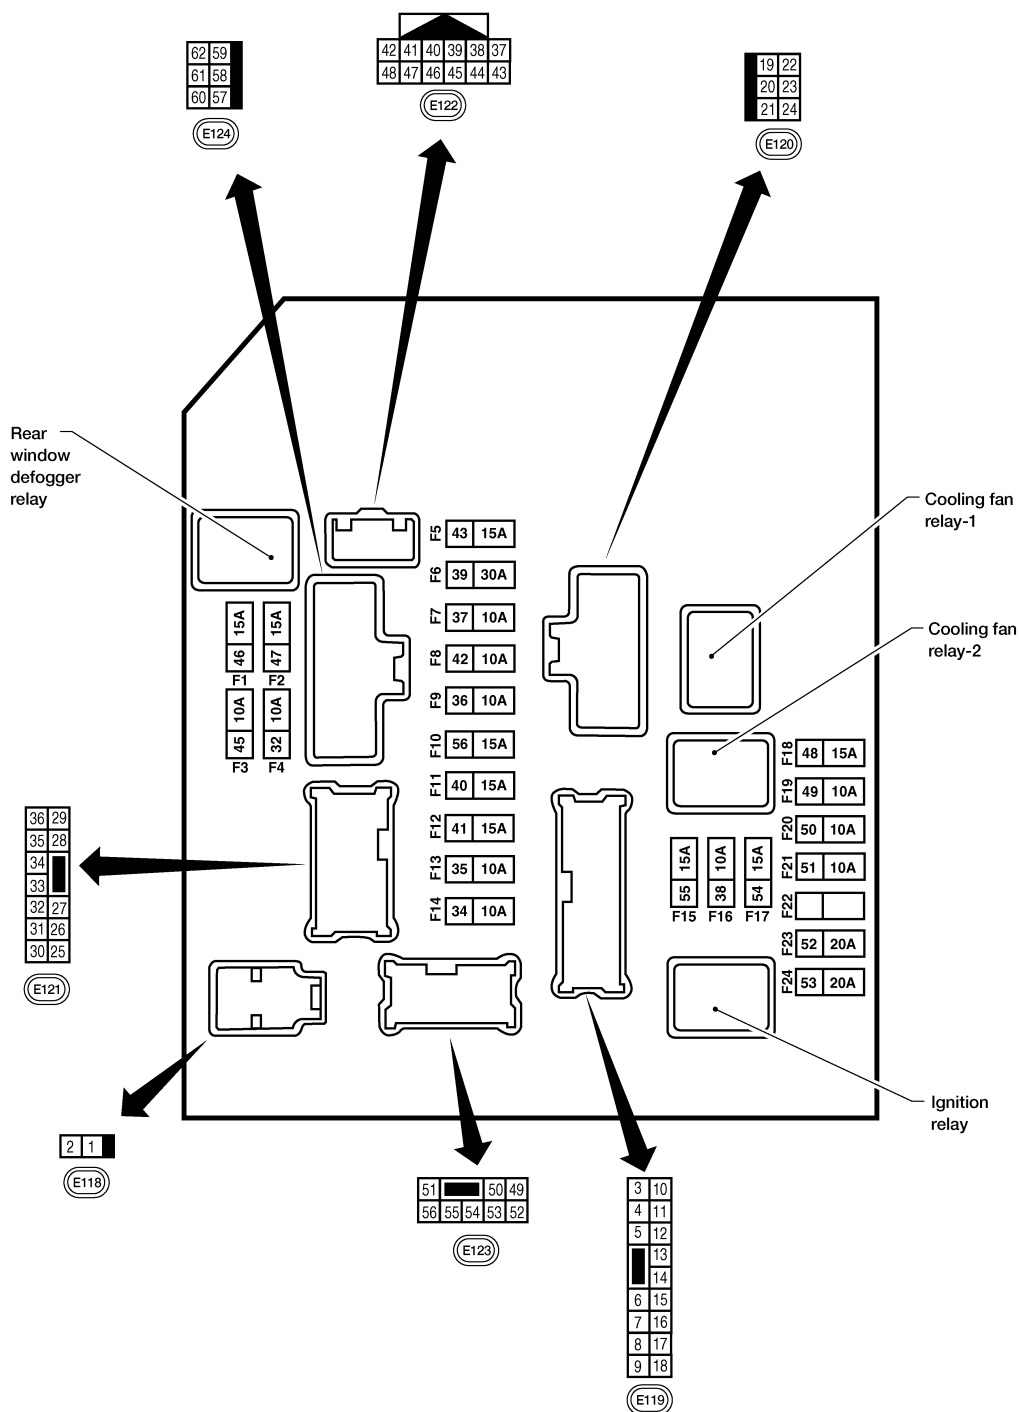 62 59
61 58
60 57
E124
42 41 40 39 38 37
48 47 46 45 44 43
E122
19 22
20 23
21 24
E120
Rear
window
defogger
relay
Cooling fan
relay-1
Cooling fan
relay-2
F5 43 15A
F6 39 30A
F7 37 10A
F8 42 10A
F9 36 10A
F10 56 15A
F11 40 15A
F12 41 15A
F13 35 10A
F14 34 10A
15A 15A
46 47
F1 F2
10A 10A
45 32
F3 F4
F18 48 15A
F19 49 10A
F20 50 10A
F21 51 10A
F22
F23 52 20A
F24 53 20A
15A 10A 15A
55 38 54
F15 F16 F17
36 29
35 28
34
33
32 27
31 26
30 25
E121
Ignition
relay
2 1
E118
51 50 49
56 55 54 53 52
E123
3 10
4 11
5 12
13
14
6 15
7 16
8 17
9 18
E119